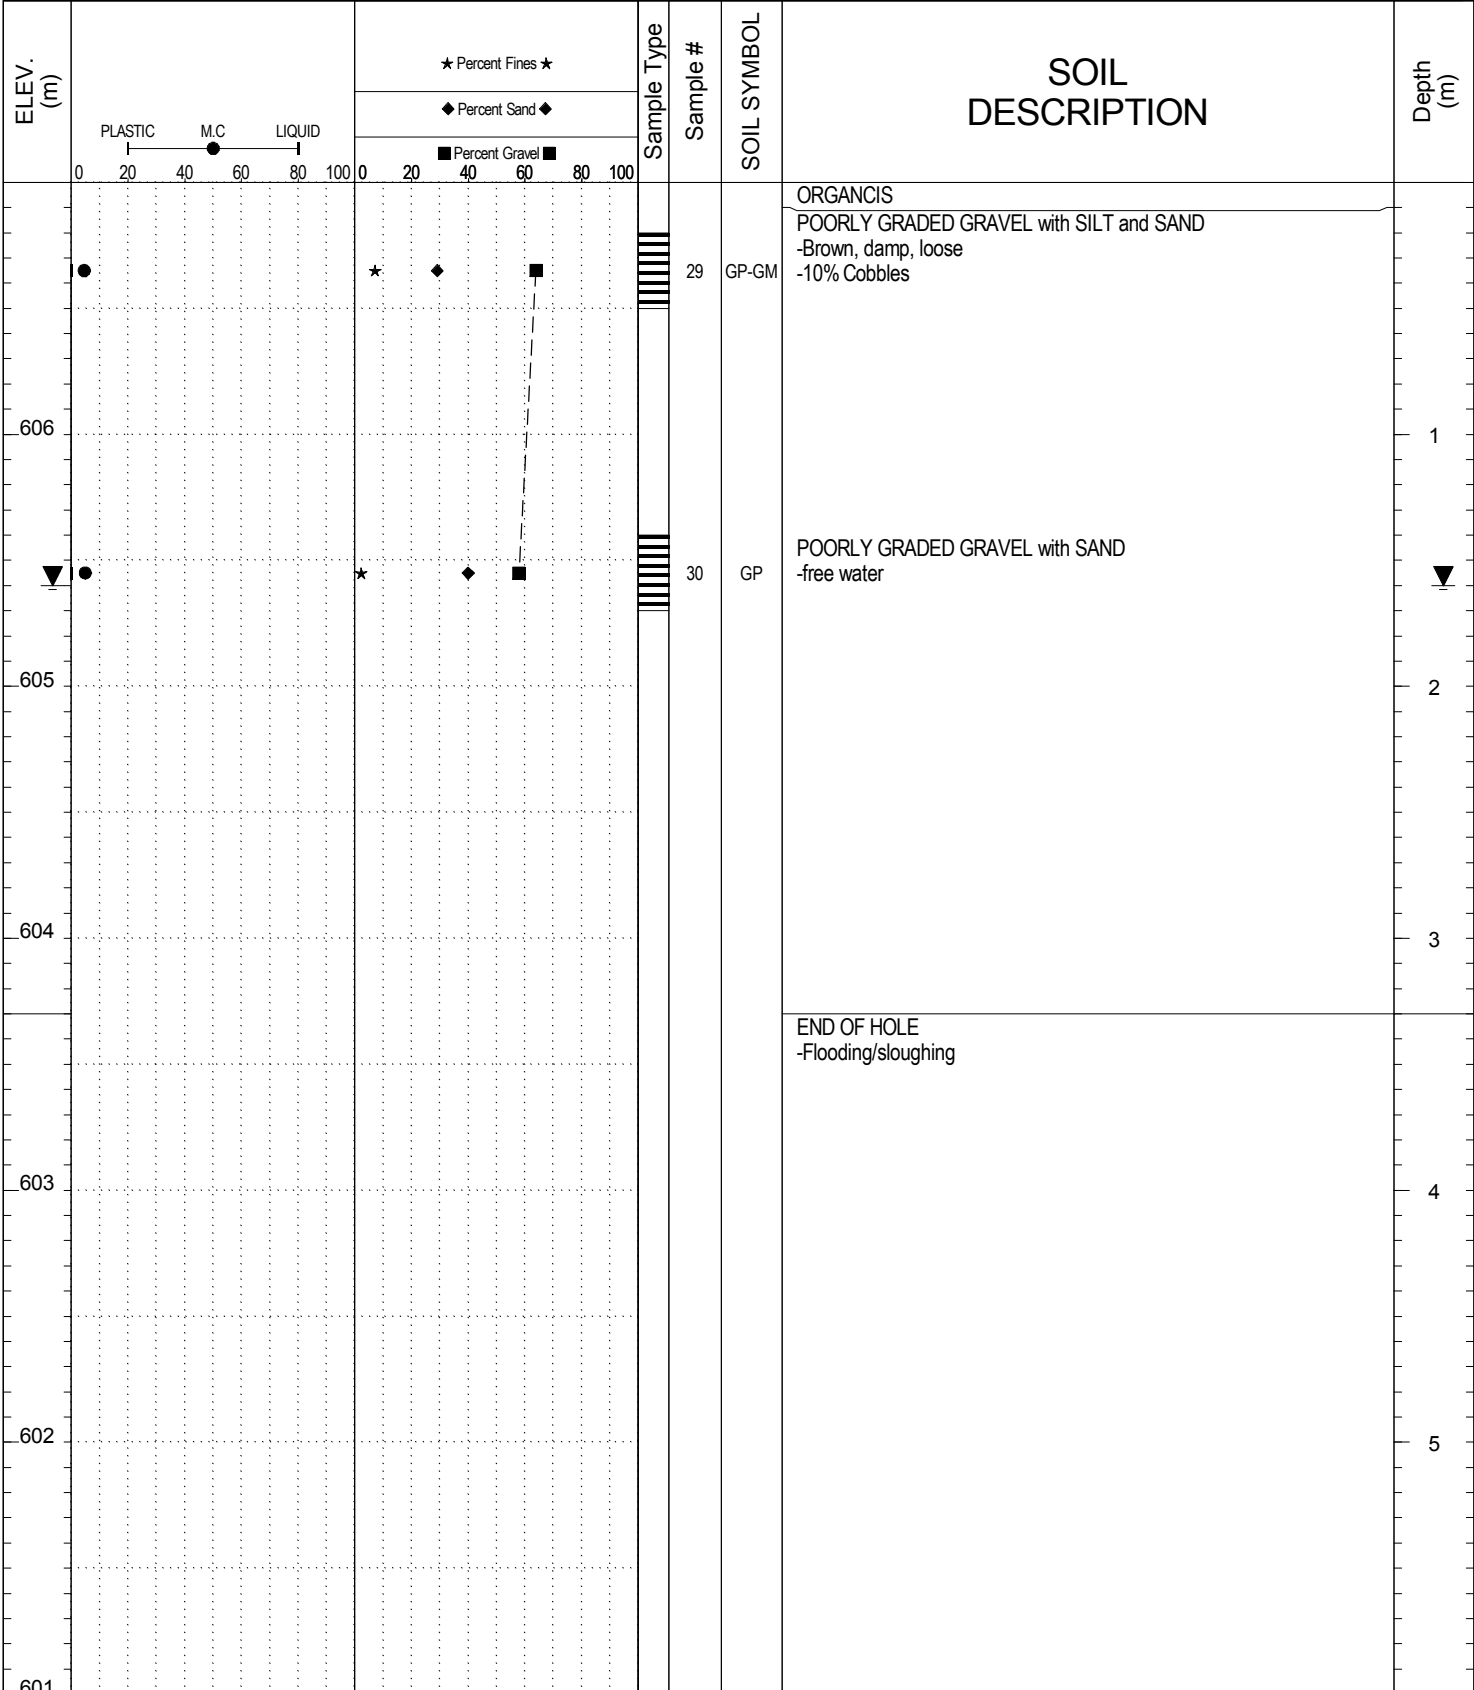 ELEV.
(m)
PLASTIC M.C LIQUID
0 20 40 60 80 100
★ Percent Fines ★
◆ Percent Sand ◆
■ Percent Gravel ■
0 20 40 60 80 100
Sample Type
Sample #
SOIL SYMBOL
SOIL
DESCRIPTION
Depth
(m)
ORGANCIS
POORLY GRADED GRAVEL with SILT and SAND
-Brown, damp, loose
29 GP-GM -10% Cobbles
606 1
POORLY GRADED GRAVEL with SAND
30 GP -free water
605 2
604 3
END OF HOLE
-Flooding/sloughing
603 4
602 5
601